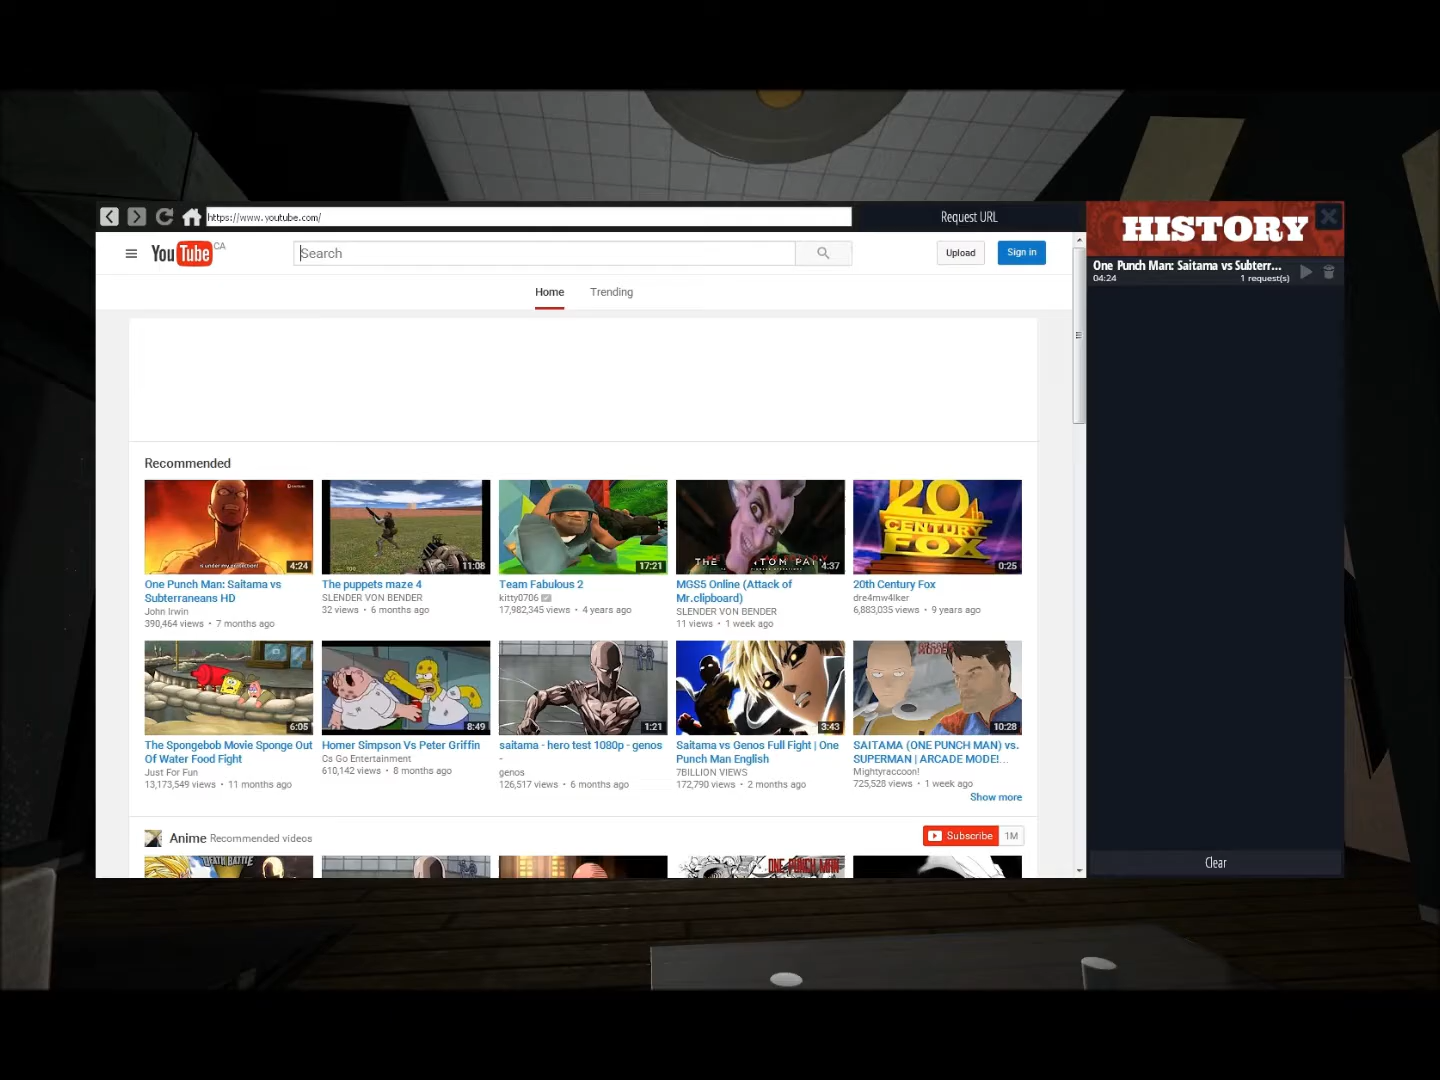 https://www.youtube.com/
Request URL
HISTORY
One Punch Man: Saitama vs Subterr...
04:24
1 request(s)
YouTube CA
Search
Upload
Sign in
Home
Trending
Recommended
4:24
11:08
17:21
THE
4:37
20th
CENTURY
FOX
0:25
is under my protection!
One Punch Man: Saitama vs
Subterraneans HD
John Irwin
390,464 views • 7 months ago
The puppets maze 4
SLENDER VON BENDER
32 views • 6 months ago
Team Fabulous 2
kitty0706
17,982,345 views • 4 years ago
MGS5 Online (Attack of
Mr.clipboard)
SLENDER VON BENDER
11 views • 1 week ago
20th Century Fox
dre4mw4lker
6,883,035 views • 9 years ago
6:05
8:49
1:21
3:43
10:28
The Spongebob Movie Sponge Out
Of Water Food Fight
Just For Fun
13,173,549 views • 11 months ago
Homer Simpson Vs Peter Griffin
Cs Go Entertainment
610,142 views • 8 months ago
saitama - hero test 1080p - genos
-
genos
126,517 views • 6 months ago
Saitama vs Genos Full Fight | One
Punch Man English
7BILLION VIEWS
172,790 views • 2 months ago
SAITAMA (ONE PUNCH MAN) vs.
SUPERMAN | ARCADE MODE!...
Mightyraccoon!
725,528 views • 1 week ago
Show more
Anime Recommended videos
Subscribe 1M
DEATH BATTLE
Clear